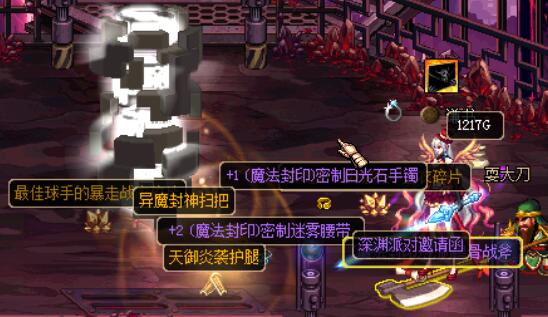 1217G
+1 (魔法封印)密制日光石手镯
碎片
耍大刀
最佳球手的暴走战
异魔封神扫把
+2 (魔法封印)密制迷雾腰带
深渊派对邀请函
骨战斧
天御炎袭护腿